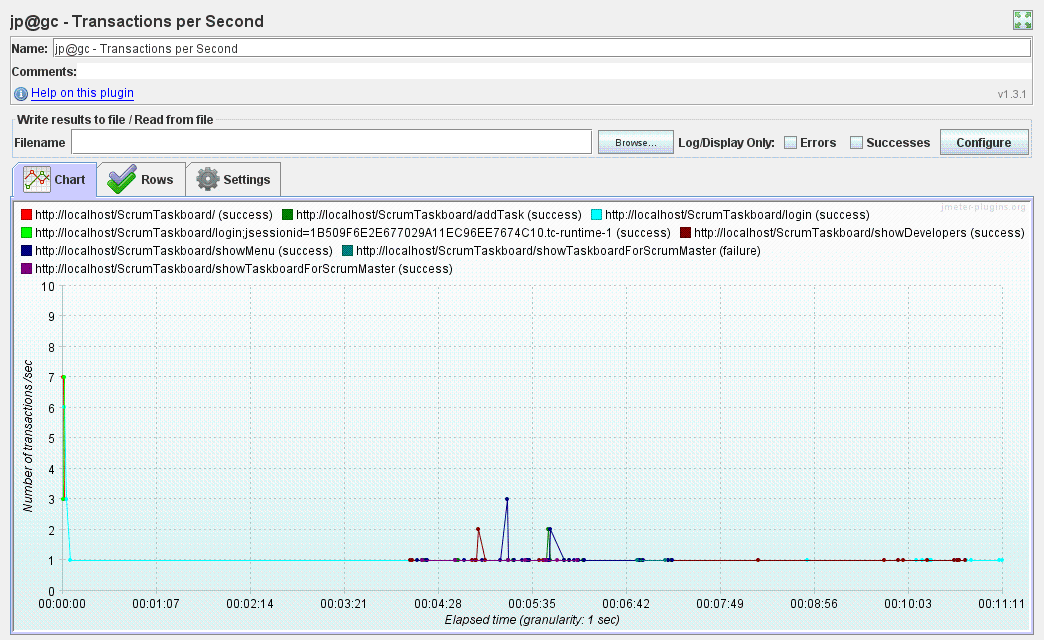 jp@gc - Transactions per Second
Name: jp@gc - Transactions per Second
Comments:
Help on this plugin
v1.3.1
Write results to file / Read from file
Filename Browse... Log/Display Only: Errors Successes Configure
Chart Rows Settings
jmeter-plugins.org
http://localhost/ScrumTaskboard/ (success) http://localhost/ScrumTaskboard/addTask (success) http://localhost/ScrumTaskboard/login (success)
http://localhost/ScrumTaskboard/login;jsessionid=1B509F6E2E677029A11EC96EE7674C10.tc-runtime-1 (success) http://localhost/ScrumTaskboard/showDevelopers (success)
http://localhost/ScrumTaskboard/showMenu (success) http://localhost/ScrumTaskboard/showTaskboardForScrumMaster (failure)
http://localhost/ScrumTaskboard/showTaskboardForScrumMaster (success)
10
9
8
7
6
5
4
3
2
1
0
Number of transactions /sec
00:00:00 00:01:07 00:02:14 00:03:21 00:04:28 00:05:35 00:06:42 00:07:49 00:08:56 00:10:03 00:11:11
Elapsed time (granularity: 1 sec)